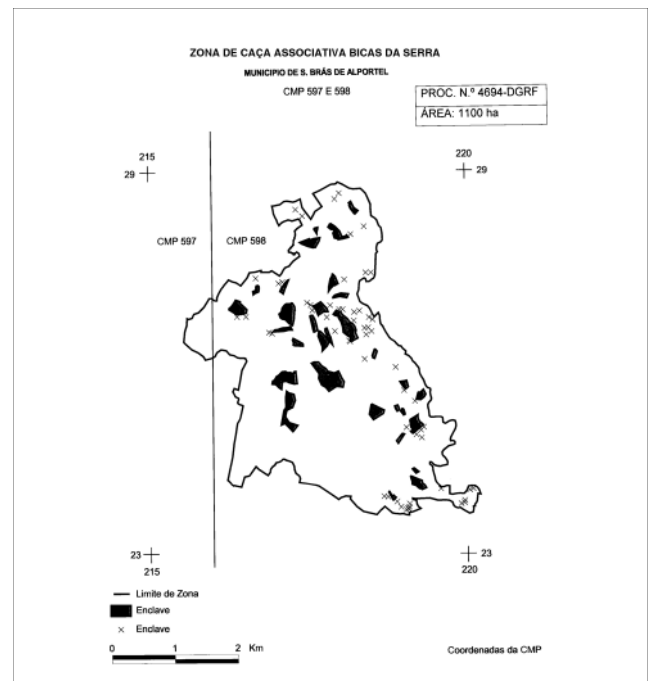 ZONA DE CAÇA ASSOCIATIVA BICAS DA SERRA
MUNICIPIO DE S. BRÁS DE ALPORTEL
CMP 597 E 598
PROC. N.º 4694-DGRF
ÁREA: 1100 ha
215
29
220
29
CMP 597
CMP 598
23
215
23
220
Limite de Zona
Enclave
Enclave
0 1 2 Km
Coordenadas da CMP